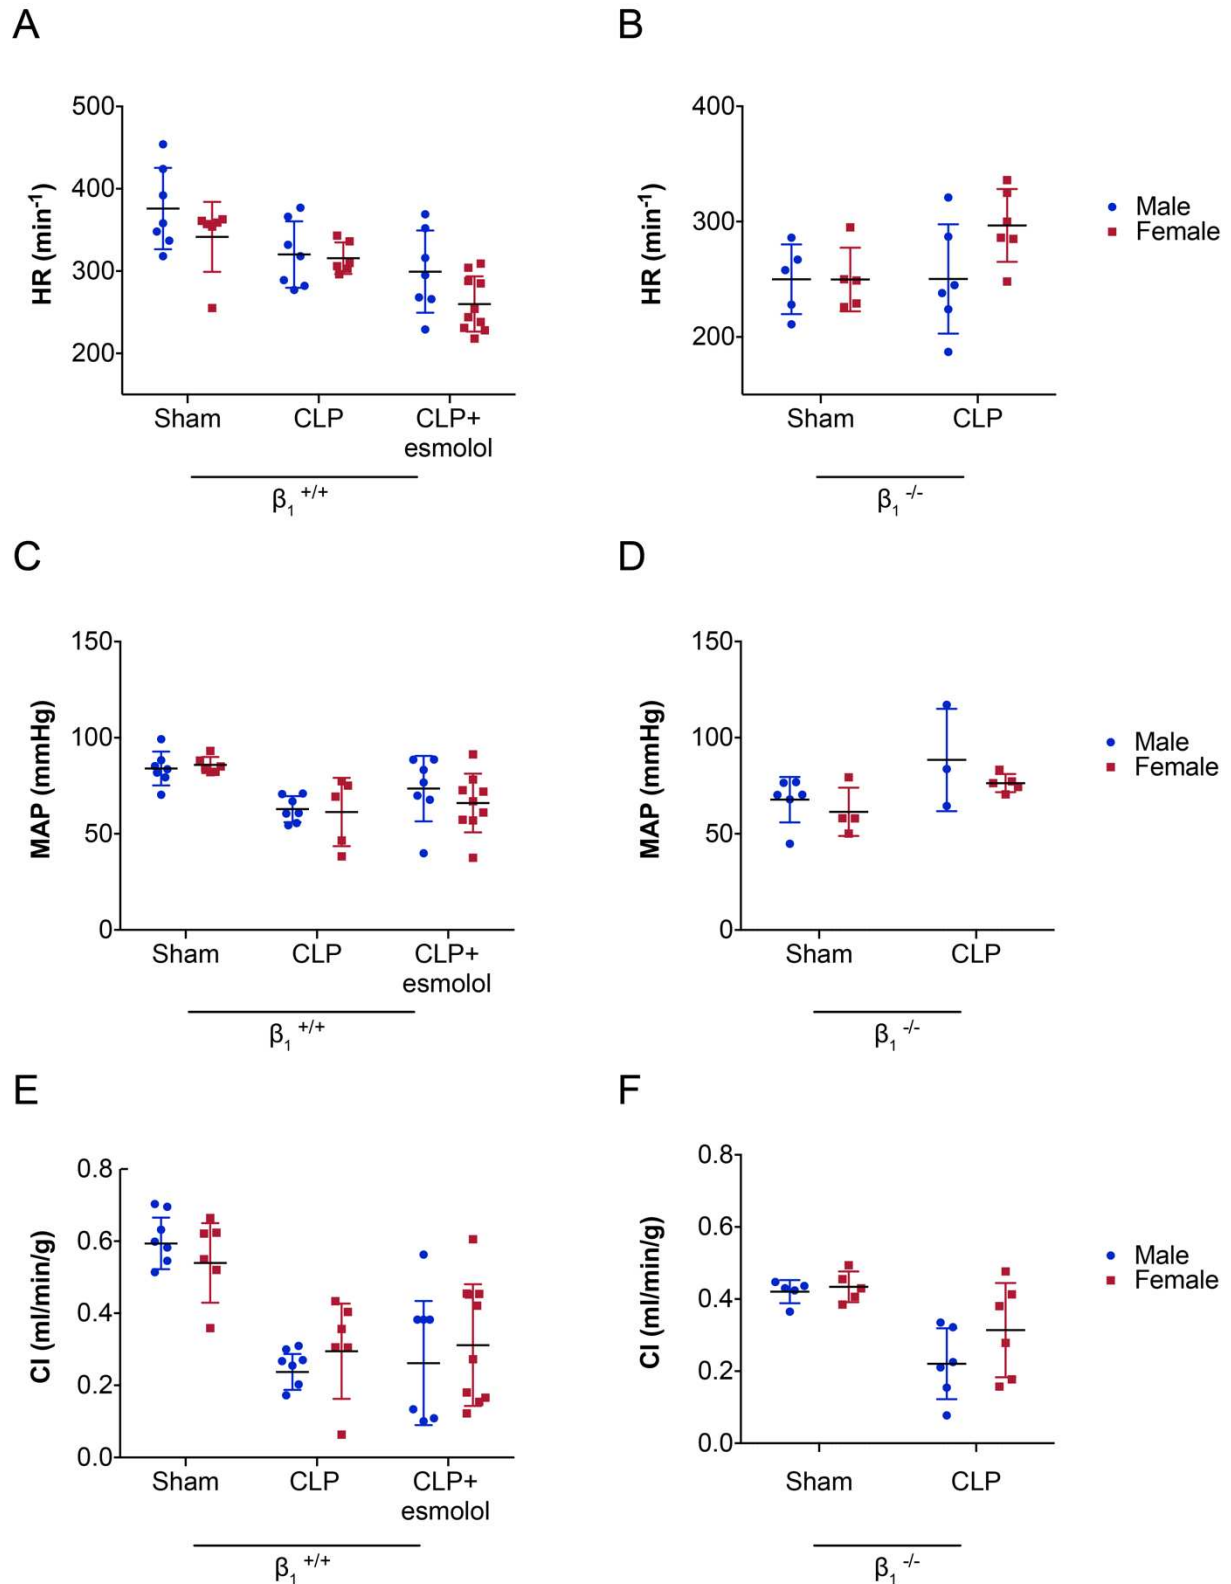 A
B
HR (min-1)
500
400
300
200
Sham
CLP
CLP+
esmolol
β1 +/+
HR (min-1)
400
300
200
Sham
CLP
β1 -/-
Male
Female
C
D
MAP (mmHg)
150
100
50
0
Sham
CLP
CLP+
esmolol
β1 +/+
MAP (mmHg)
150
100
50
0
Sham
CLP
β1 -/-
Male
Female
E
F
CI (ml/min/g)
0.8
0.6
0.4
0.2
0.0
Sham
CLP
CLP+
esmolol
β1 +/+
CI (ml/min/g)
0.8
0.6
0.4
0.2
0.0
Sham
CLP
β1 -/-
Male
Female